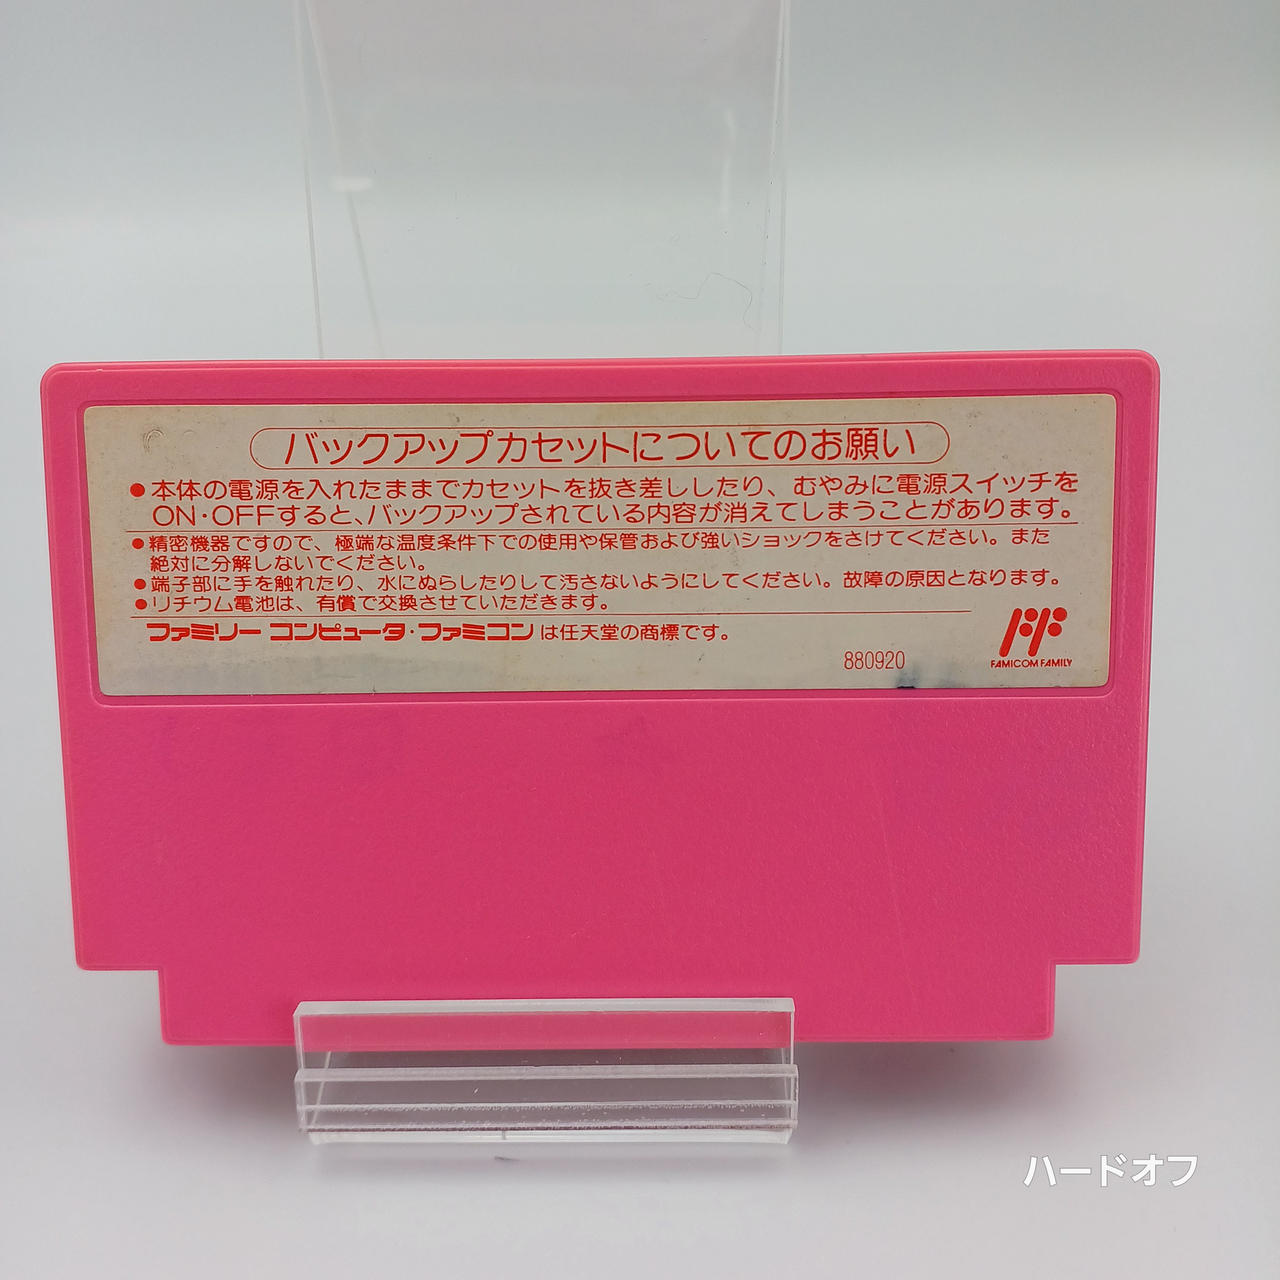 バックアップカセットについてのお願い
●本体の電源を入れたままでカセットを抜き差ししたり、むやみに電源スイッチを
ON・OFFすると、バックアップされている内容が消えてしまうことがあります。
●精密機器ですので、極端な温度条件下での使用や保管および強いショックをさけてください。また
絶対に分解しないでください。
●端子部に手を触れたり、水にぬらしたりして汚さないようにしてください。故障の原因となります。
●リチウム電池は、有償で交換させていただきます。
ファミリー コンピュータ・ファミコン は任天堂の商標です。
880920
FF
FAMICOM FAMILY
ハードオフ